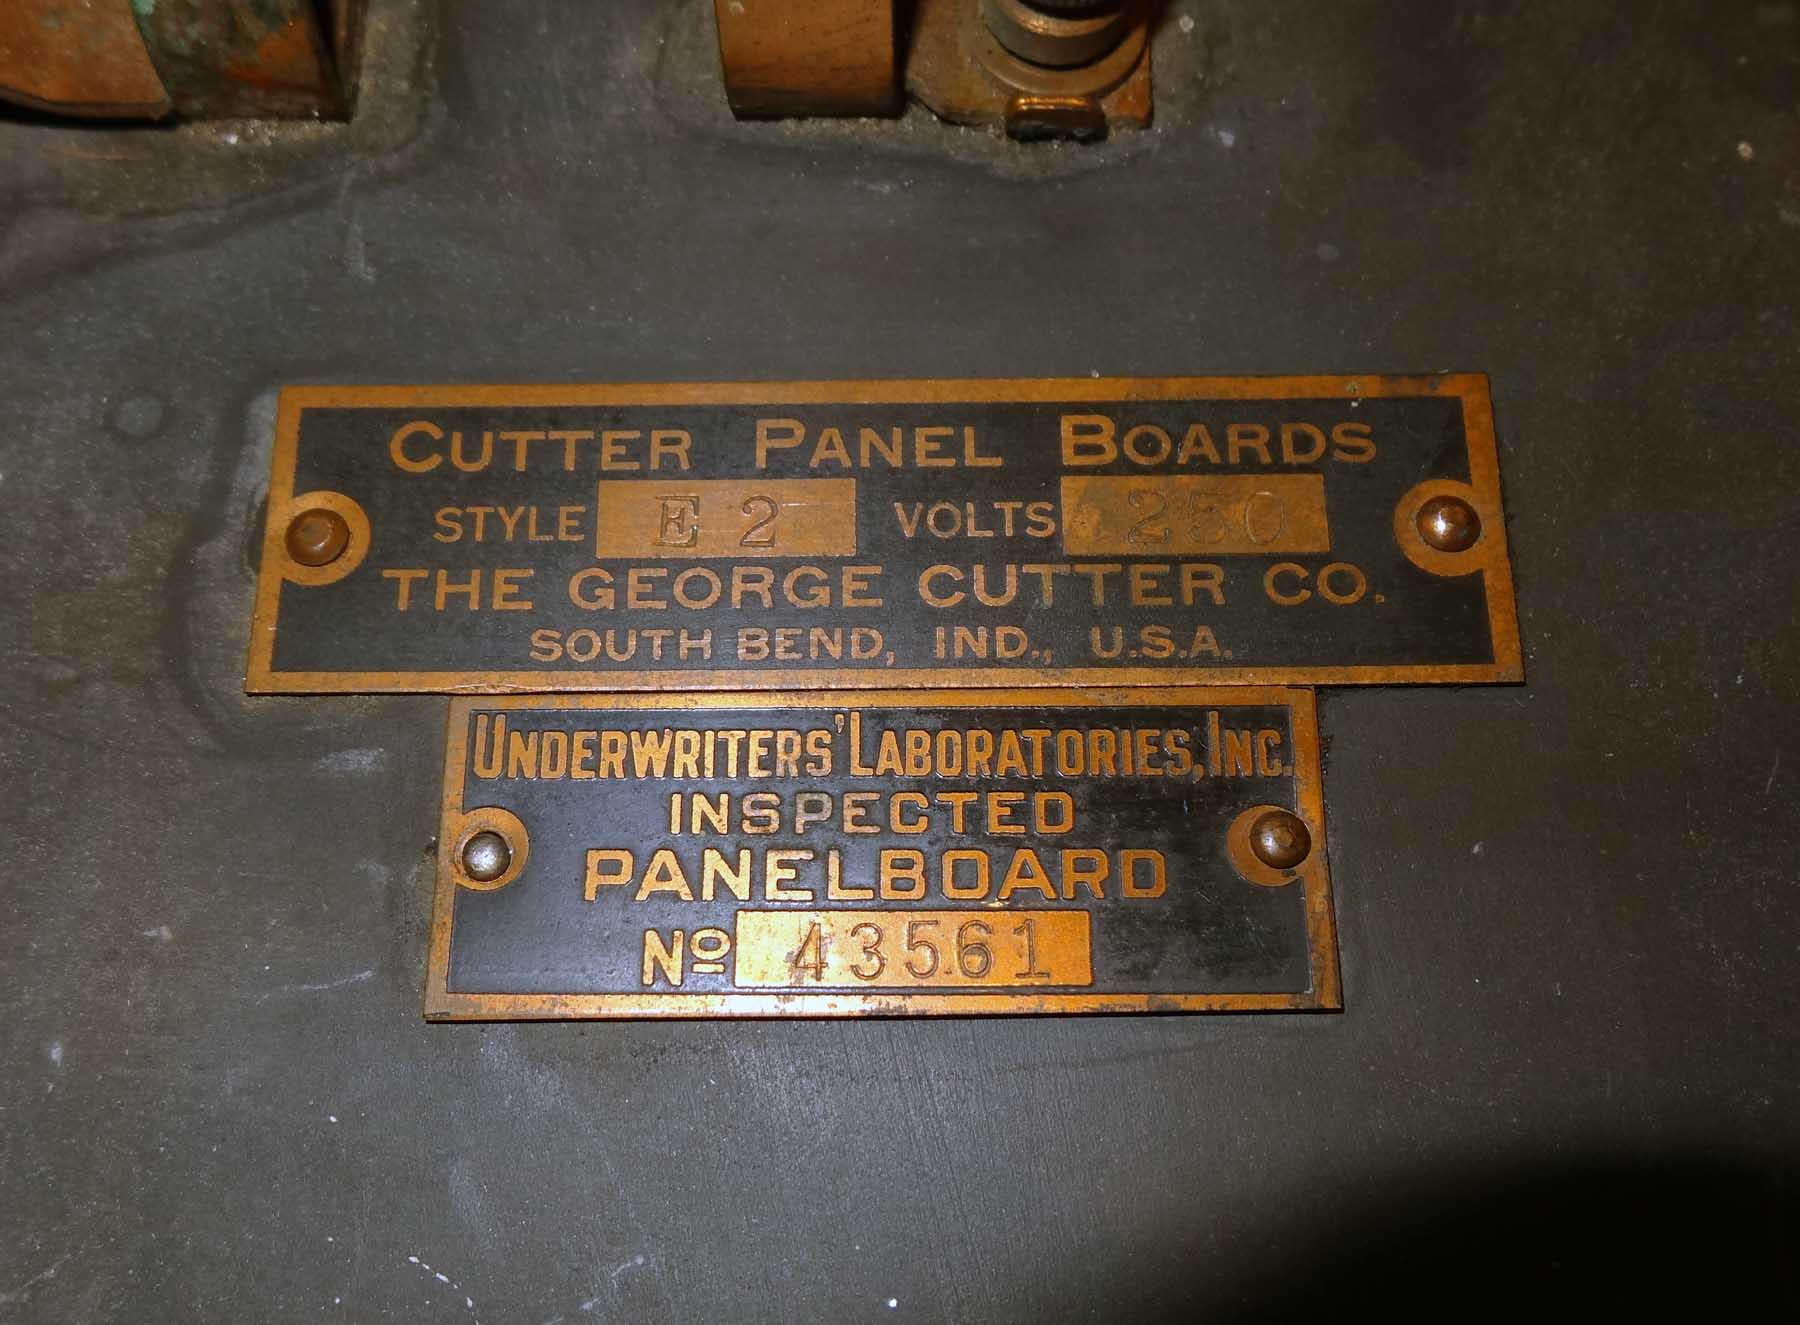 CUTTER PANEL BOARDS
STYLE E 2 VOLTS 250
THE GEORGE CUTTER CO.
SOUTH BEND, IND., U.S.A.
UNDERWRITERS' LABORATORIES, INC.
INSPECTED
PANELBOARD
Nº 43561